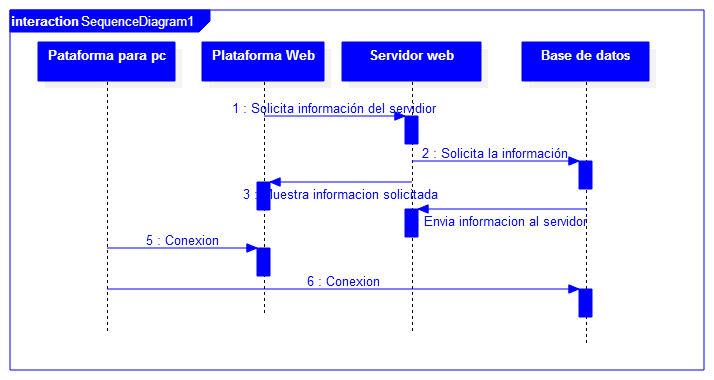 interaction SequenceDiagram1
Pataforma para pc
Plataforma Web
Servidor web
Base de datos
1 : Solicita información del servidior
2 : Solicita la información
3 : Muestra informacion solicitada
Envia informacion al servidor
5 : Conexion
6 : Conexion